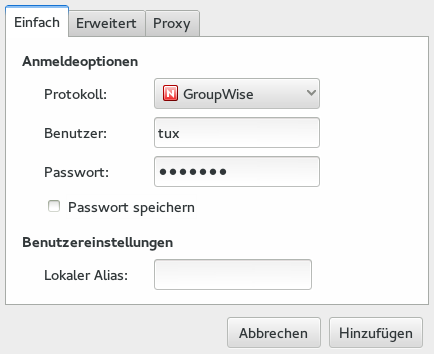 Einfach Erweitert Proxy
Anmeldeoptionen
Protokoll: N GroupWise
Benutzer: tux
Passwort: ●●●●●●●
Passwort speichern
Benutzereinstellungen
Lokaler Alias:
Abbrechen Hinzufügen